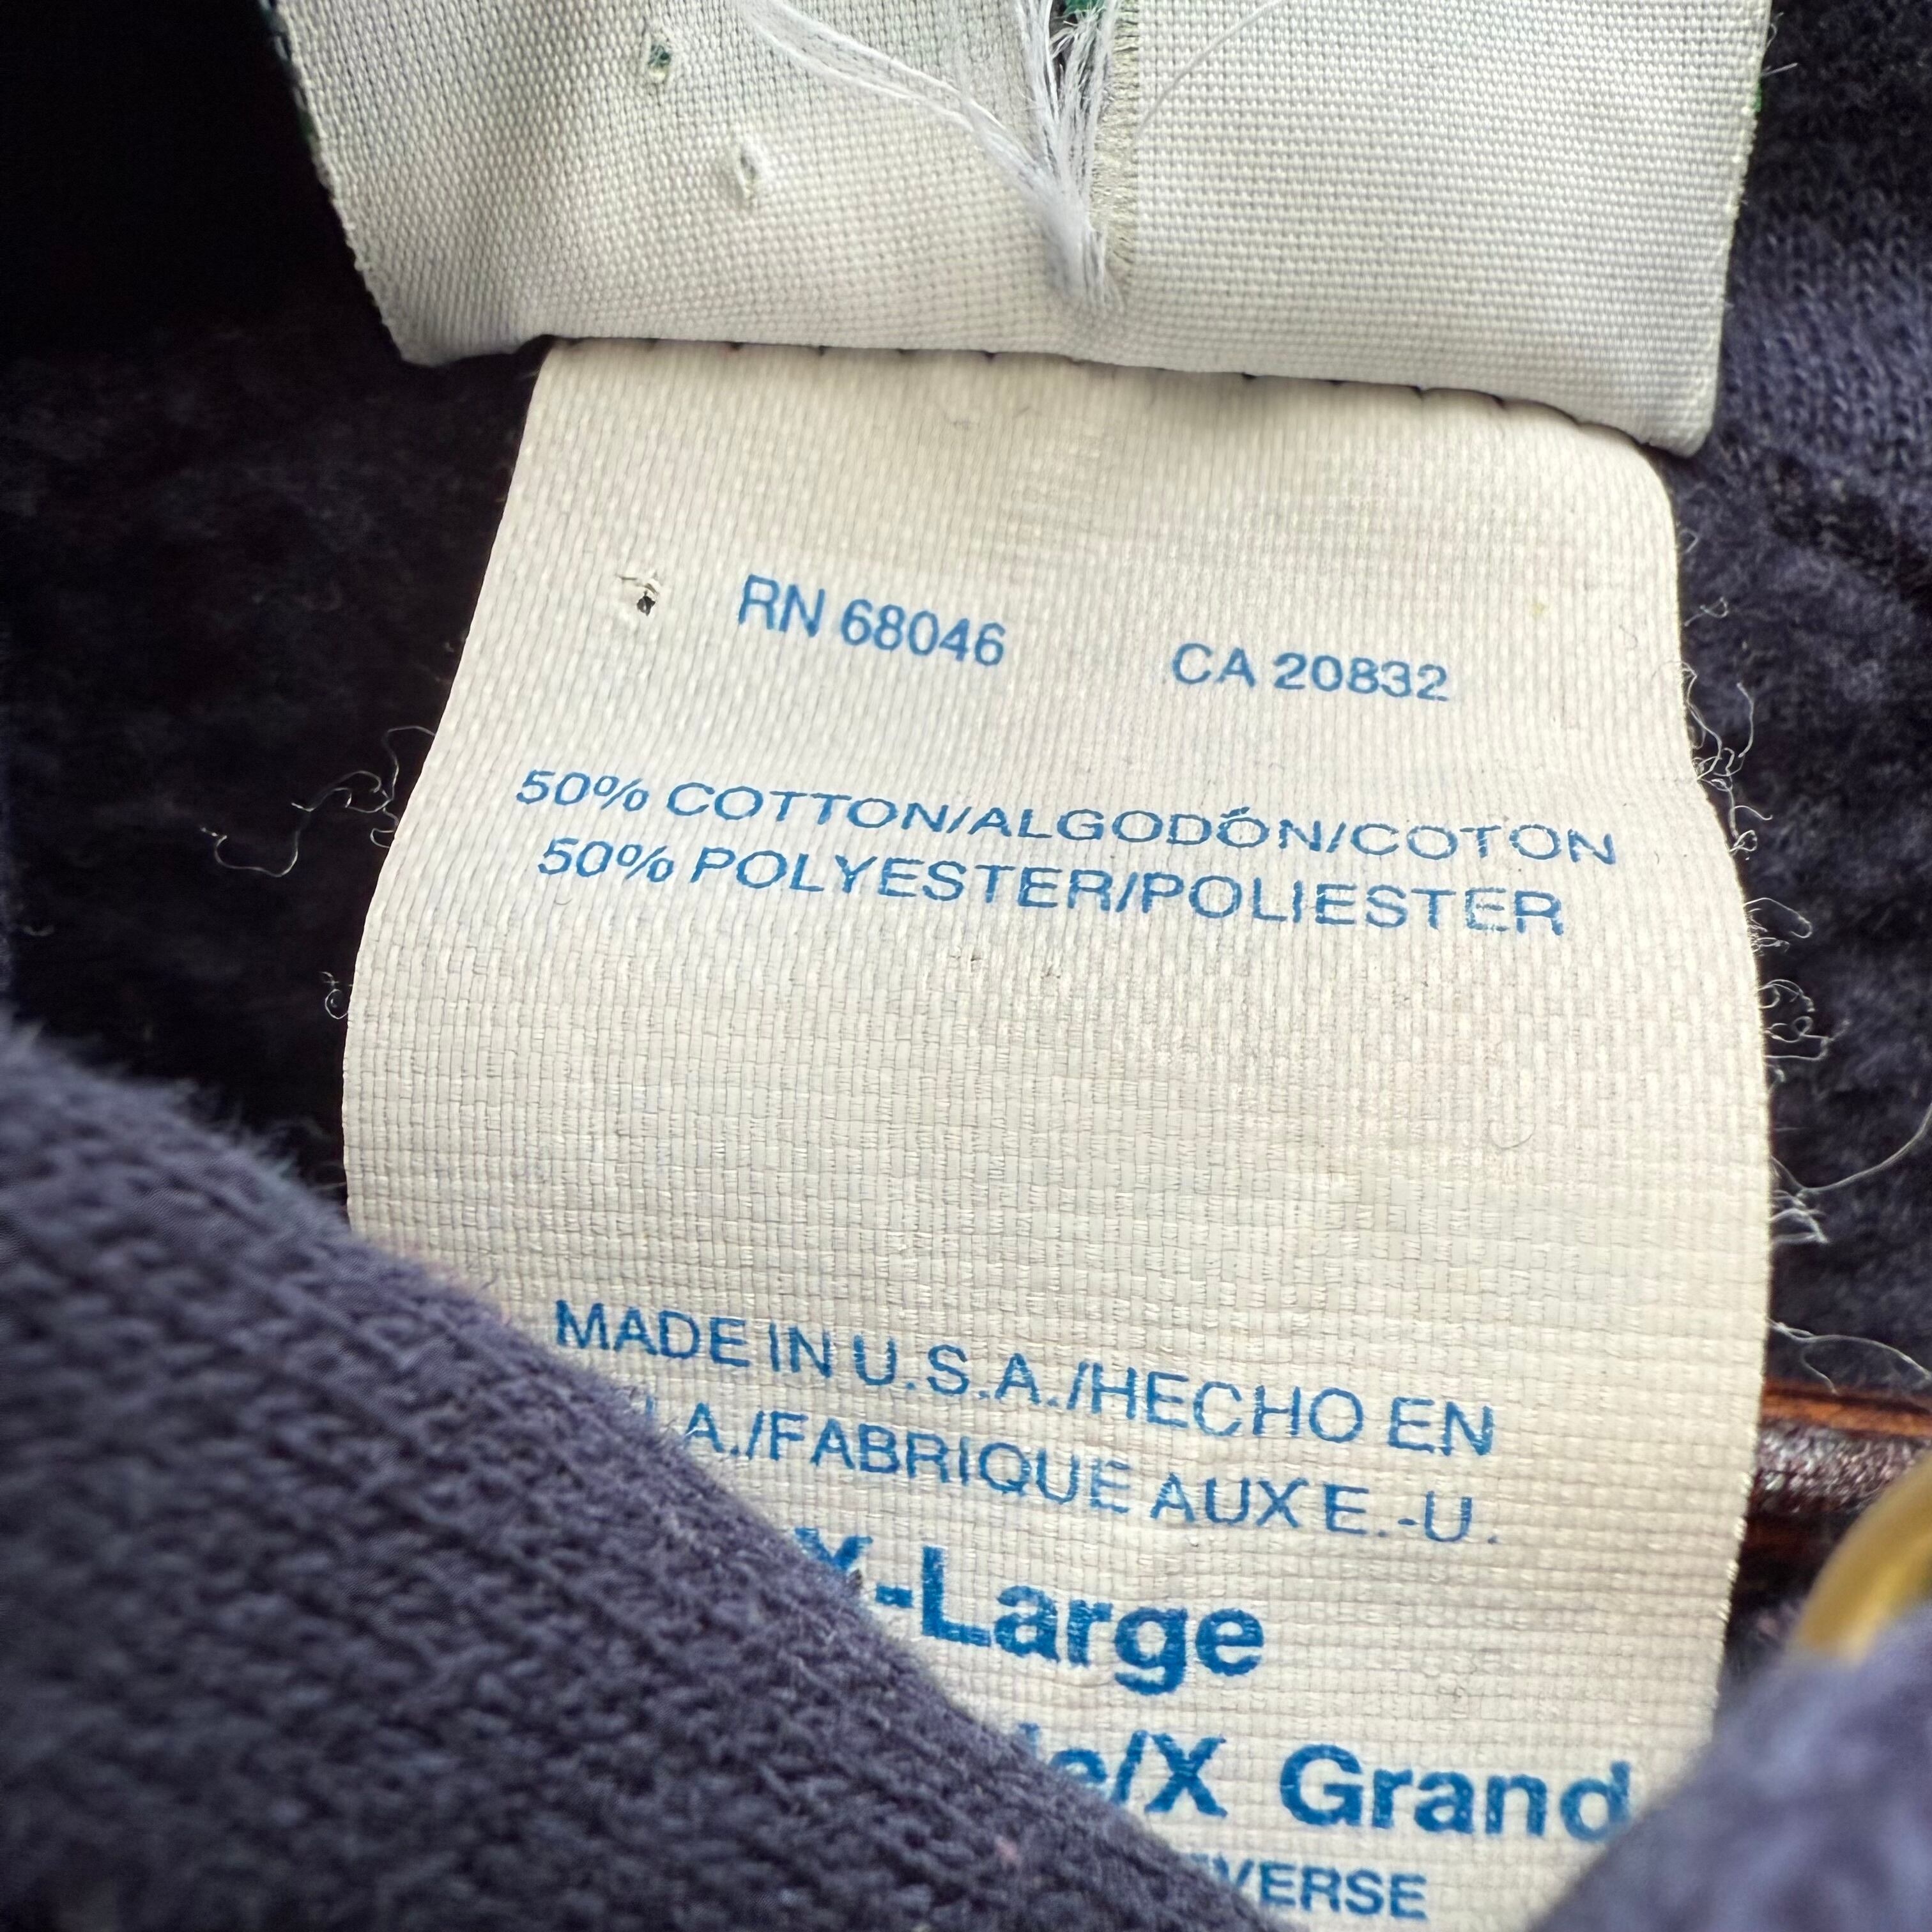 RN 68046 CA 20832
50% COTTON/ALGODÓN/COTON
50% POLYESTER/POLIESTER
MADE IN U.S.A./HECHO EN
A./FABRIQUE AUX E.-U.
X-Large
/X Grand